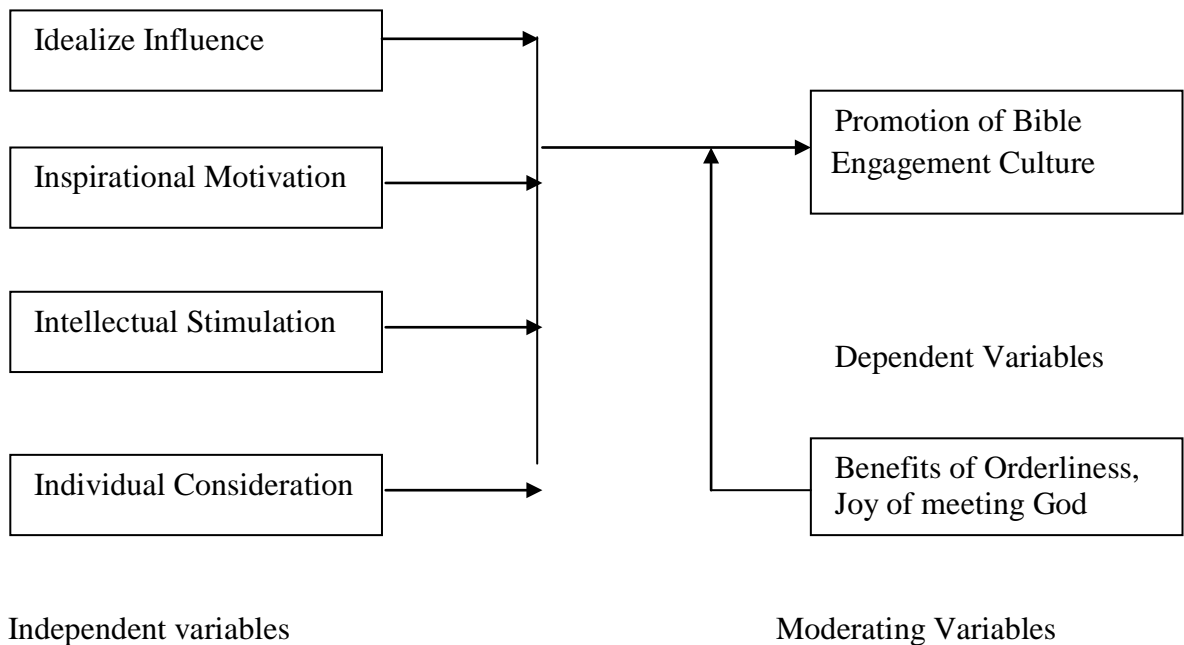 Idealize Influence
Inspirational Motivation
Intellectual Stimulation
Individual Consideration
Independent variables
Promotion of Bible
Engagement Culture
Dependent Variables
Benefits of Orderliness,
Joy of meeting God
Moderating Variables